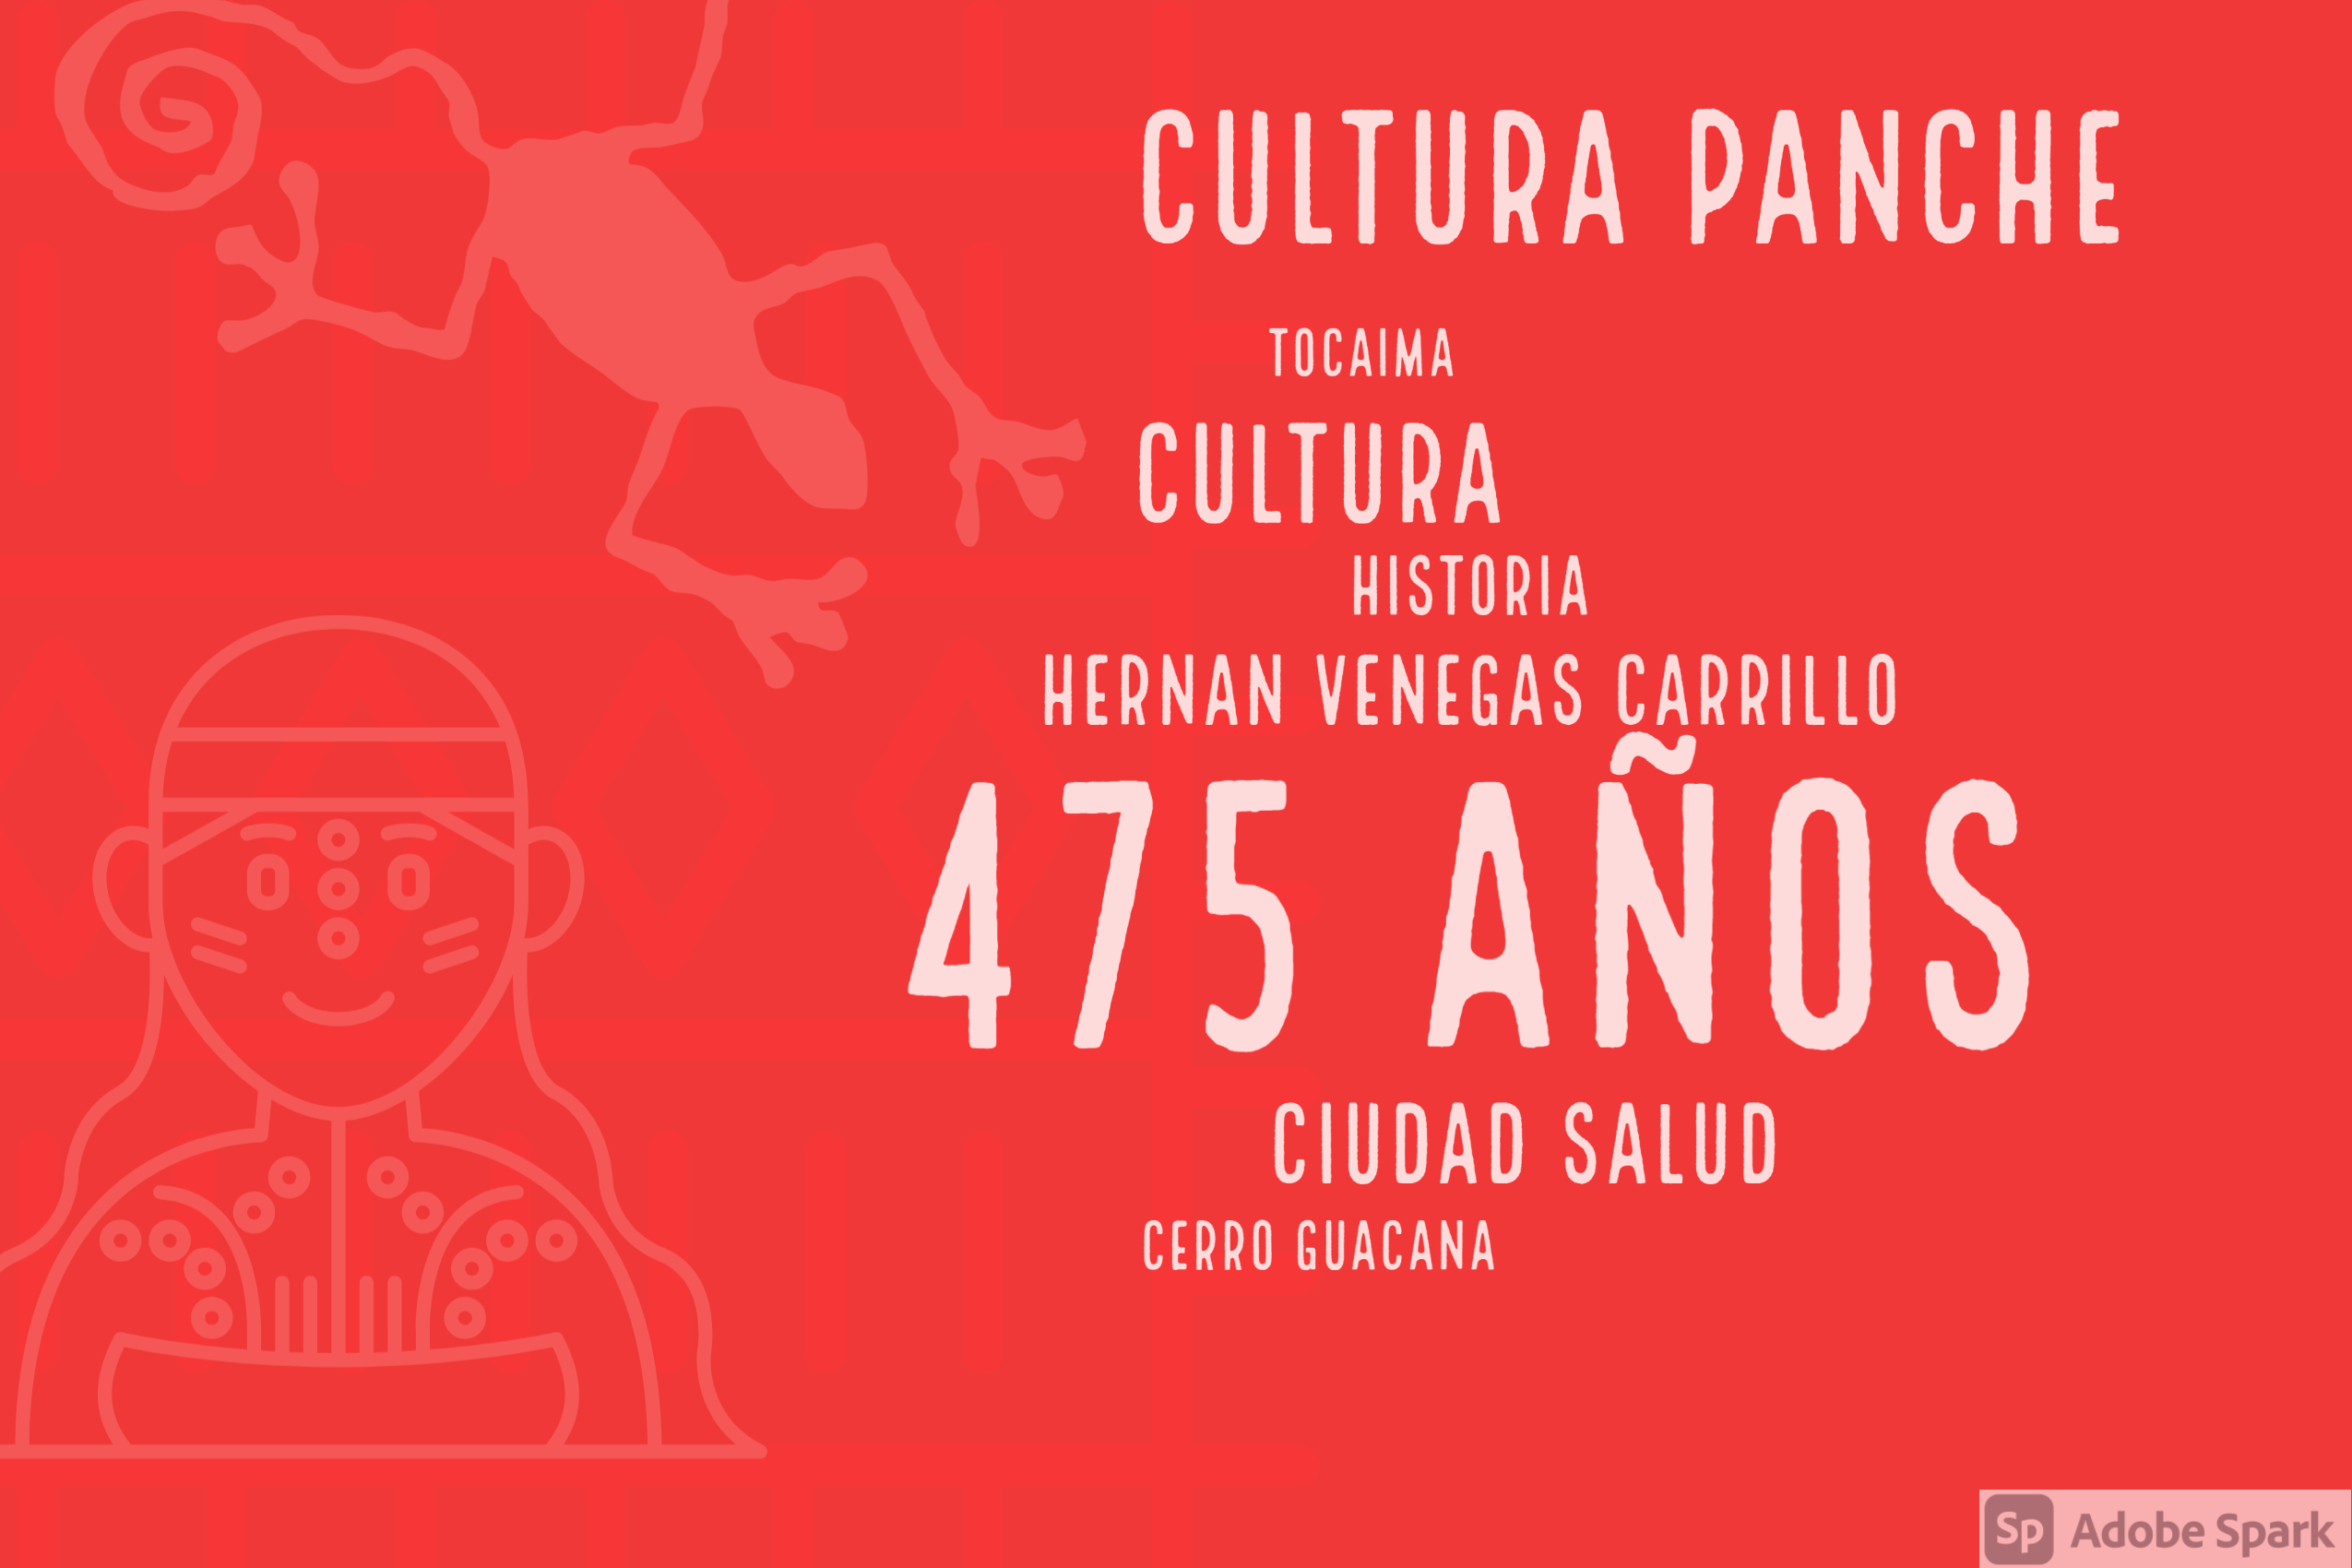 CULTURA PANCHE
TOCAIMA
CULTURA
HISTORIA
HERNAN VENEGAS CARRILLO
475 AÑOS
CIUDAD SALUD
CERRO GUACANA
Sp Adobe Spark